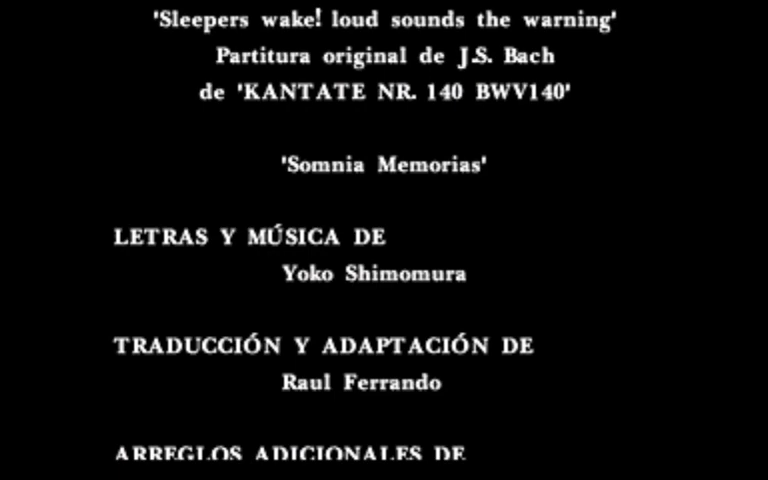 'Sleepers wake! loud sounds the warning'
Partitura original de J.S. Bach
de 'KANTATE NR. 140 BWV140'
'Somnia Memorias'
LETRAS Y MÚSICA DE
Yoko Shimomura
TRADUCCIÓN Y ADAPTACIÓN DE
Raul Ferrando
ARREGLOS ADICIONALES DE